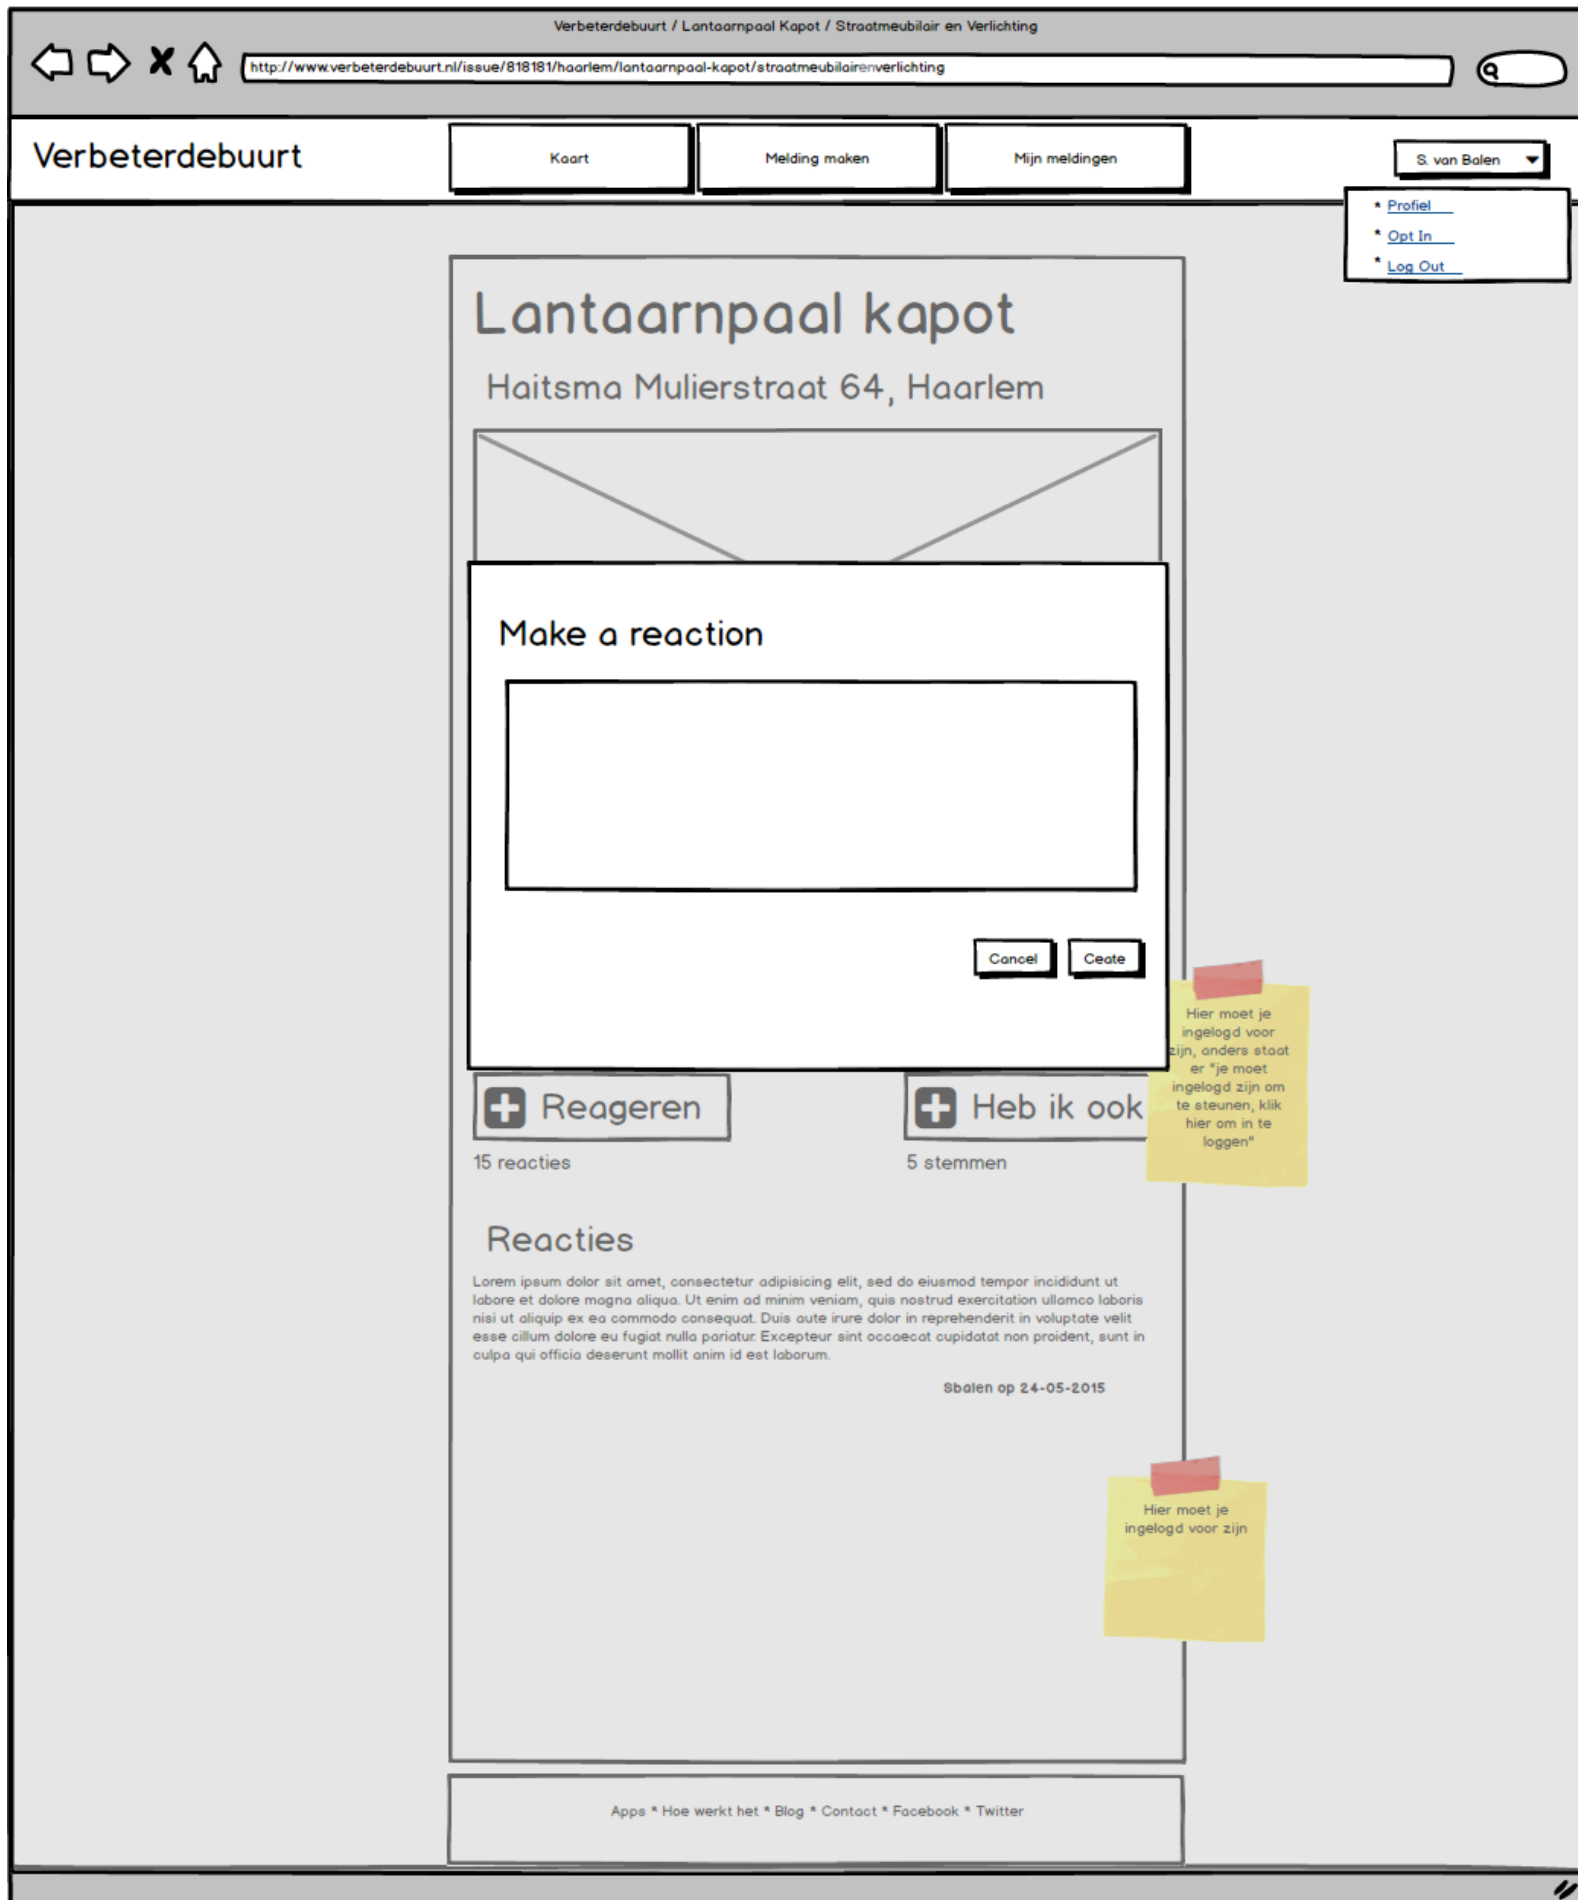 Verbeterdebuurt / Lantaarnpaal Kapot / Straatmeubilair en Verlichting
http://www.verbeterdebuurt.nl/issue/818181/haarlem/lantaarnpaal-kapot/straatmeubilairenverlichting
Verbeterdebuurt
Kaart
Melding maken
Mijn meldingen
S. van Balen
* Profiel
* Opt In
* Log Out
Lantaarnpaal kapot
Haitsma Mulierstraat 64, Haarlem
Make a reaction
Cancel
Ceate
Hier moet je
ingelogd voor
zijn, anders staat
er "je moet
ingelogd zijn om
te steunen, klik
hier om in te
loggen"
Reageren
Heb ik ook
15 reacties
5 stemmen
Reacties
Lorem ipsum dolor sit amet, consectetur adipisicing elit, sed do eiusmod tempor incididunt ut
labore et dolore magna aliqua. Ut enim ad minim veniam, quis nostrud exercitation ullamco laboris
nisi ut aliquip ex ea commodo consequat. Duis aute irure dolor in reprehenderit in voluptate velit
esse cillum dolore eu fugiat nulla pariatur. Excepteur sint occaecat cupidatat non proident, sunt in
culpa qui officia deserunt mollit anim id est laborum.
Sbalen op 24-05-2015
Hier moet je
ingelogd voor zijn
Apps * Hoe werkt het * Blog * Contact * Facebook * Twitter